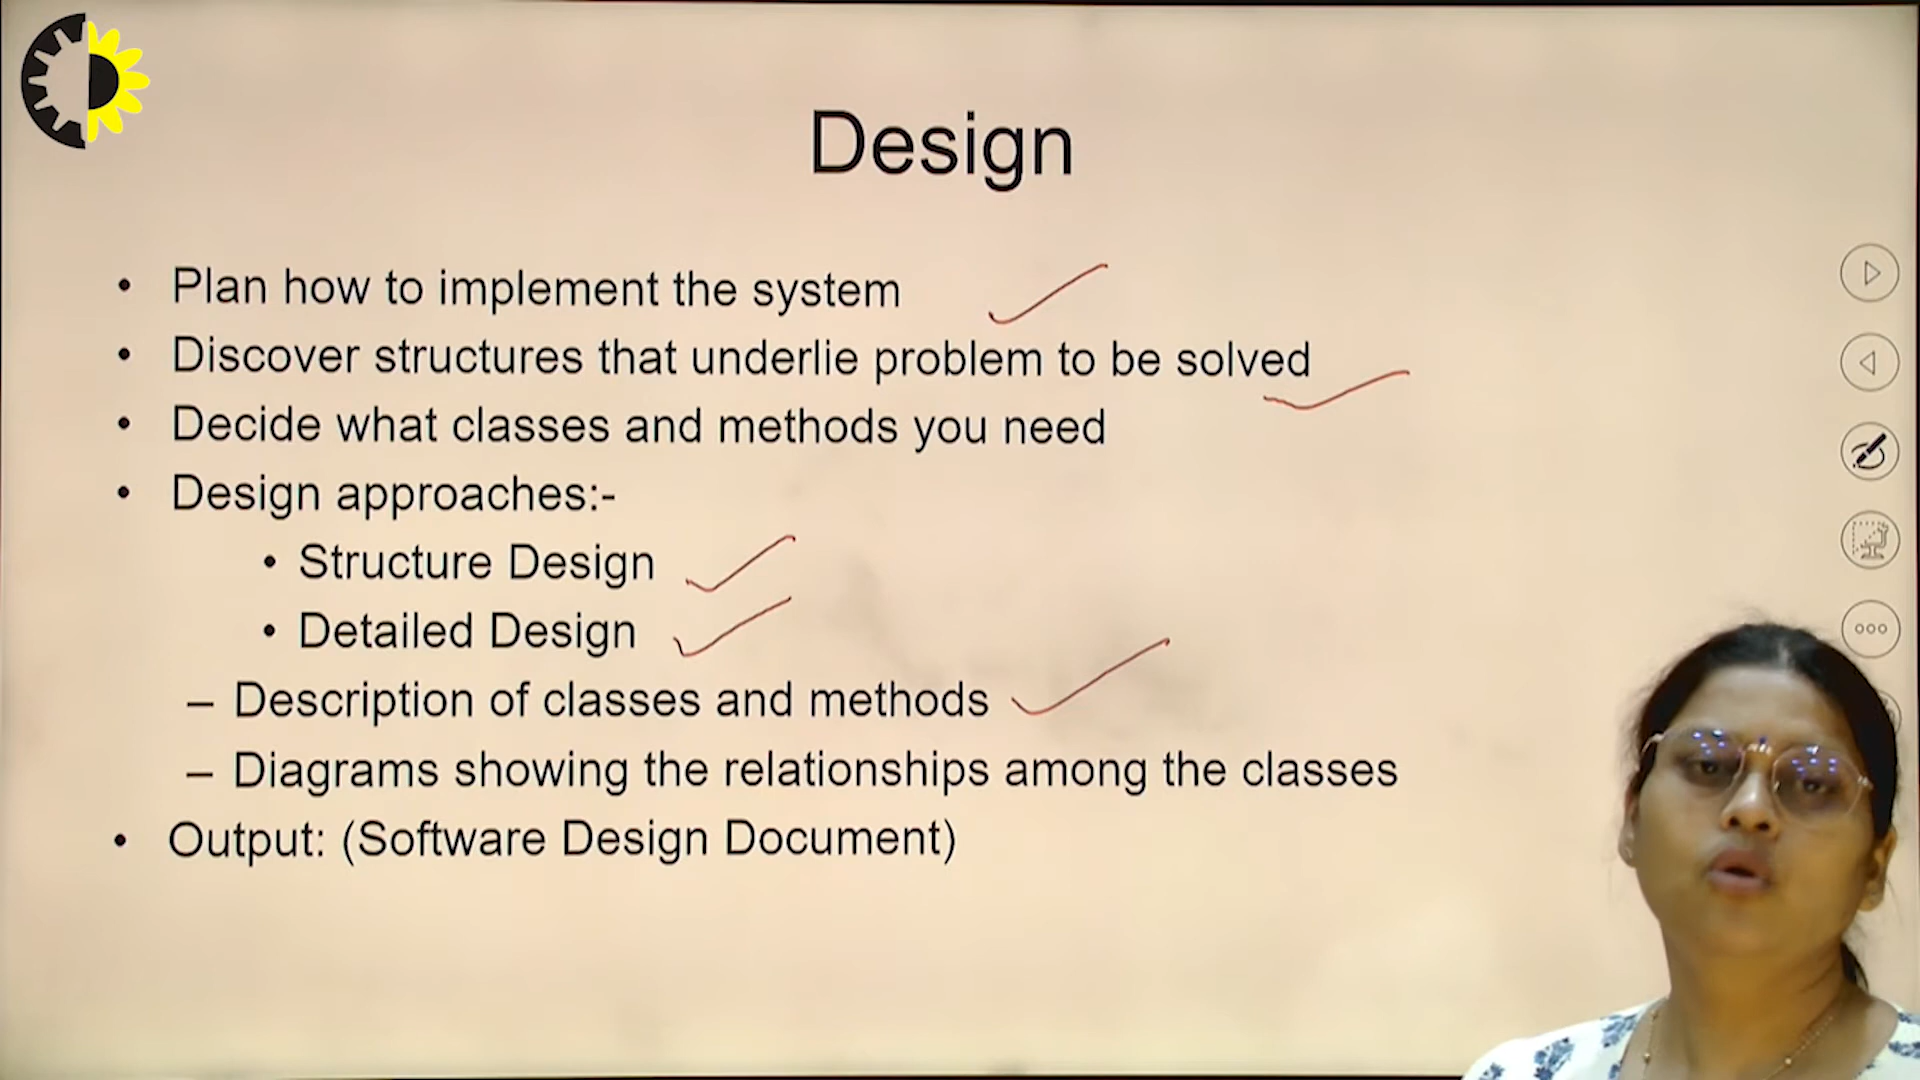 Design
• Plan how to implement the system
• Discover structures that underlie problem to be solved
• Decide what classes and methods you need
• Design approaches:-
• Structure Design
• Detailed Design
– Description of classes and methods
– Diagrams showing the relationships among the classes
• Output: (Software Design Document)